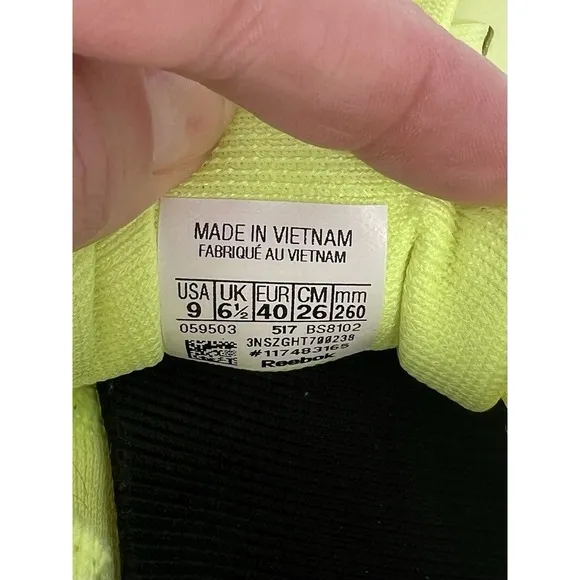 MADE IN VIETNAM
FABRIQUÉ AU VIETNAM
USA UK EUR CM mm
9 6½ 40 26 260
059503 517 BS8102
3NSZGHT700238
#117483165
Reebok